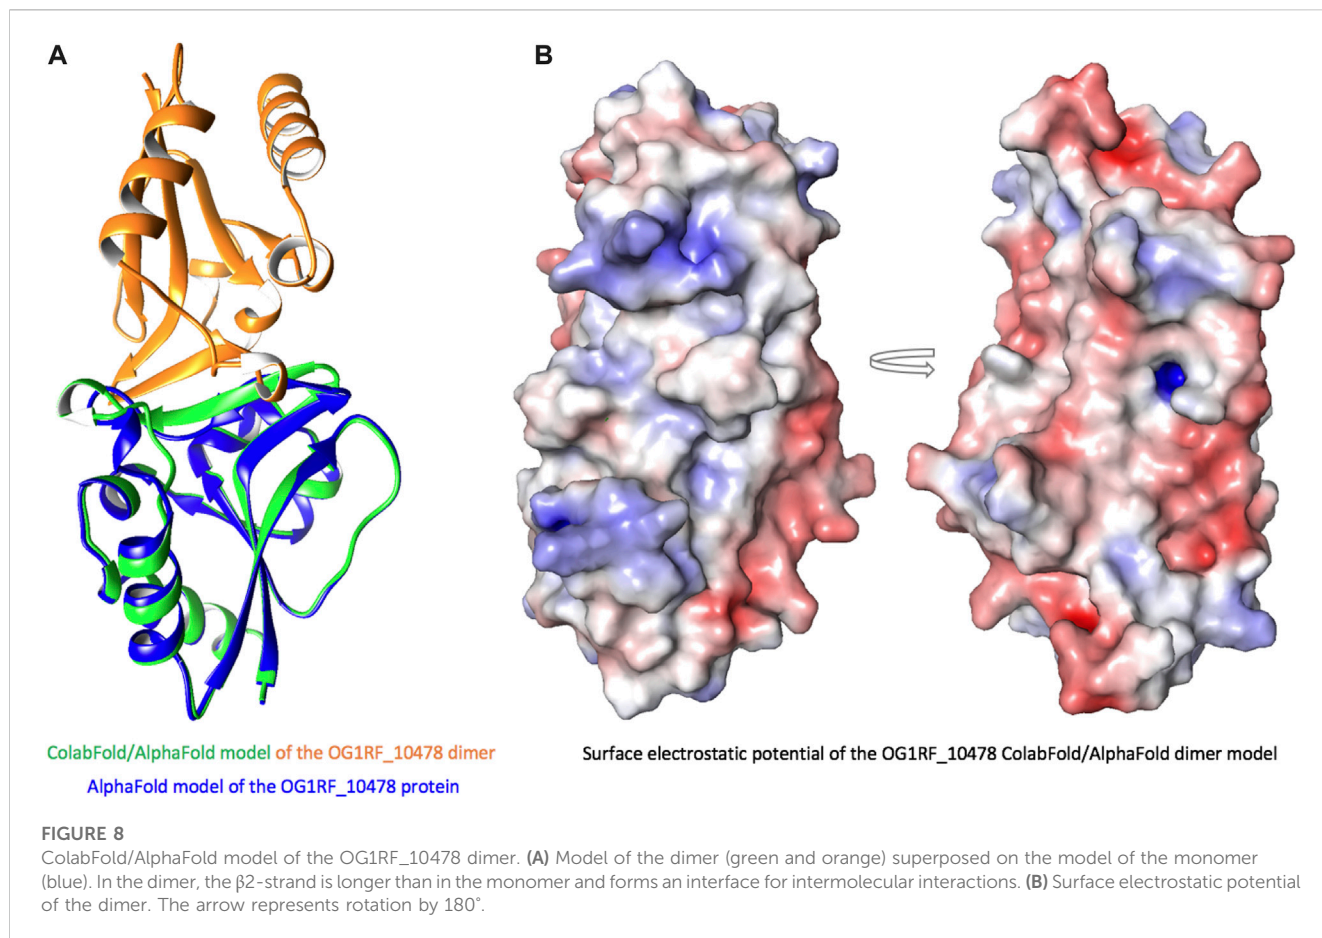 A
B
ColabFold/AlphaFold model of the OG1RF_10478 dimer
AlphaFold model of the OG1RF_10478 protein
Surface electrostatic potential of the OG1RF_10478 ColabFold/AlphaFold dimer model
FIGURE 8
ColabFold/AlphaFold model of the OG1RF_10478 dimer. (A) Model of the dimer (green and orange) superposed on the model of the monomer
(blue). In the dimer, the β2-strand is longer than in the monomer and forms an interface for intermolecular interactions. (B) Surface electrostatic potential
of the dimer. The arrow represents rotation by 180°.